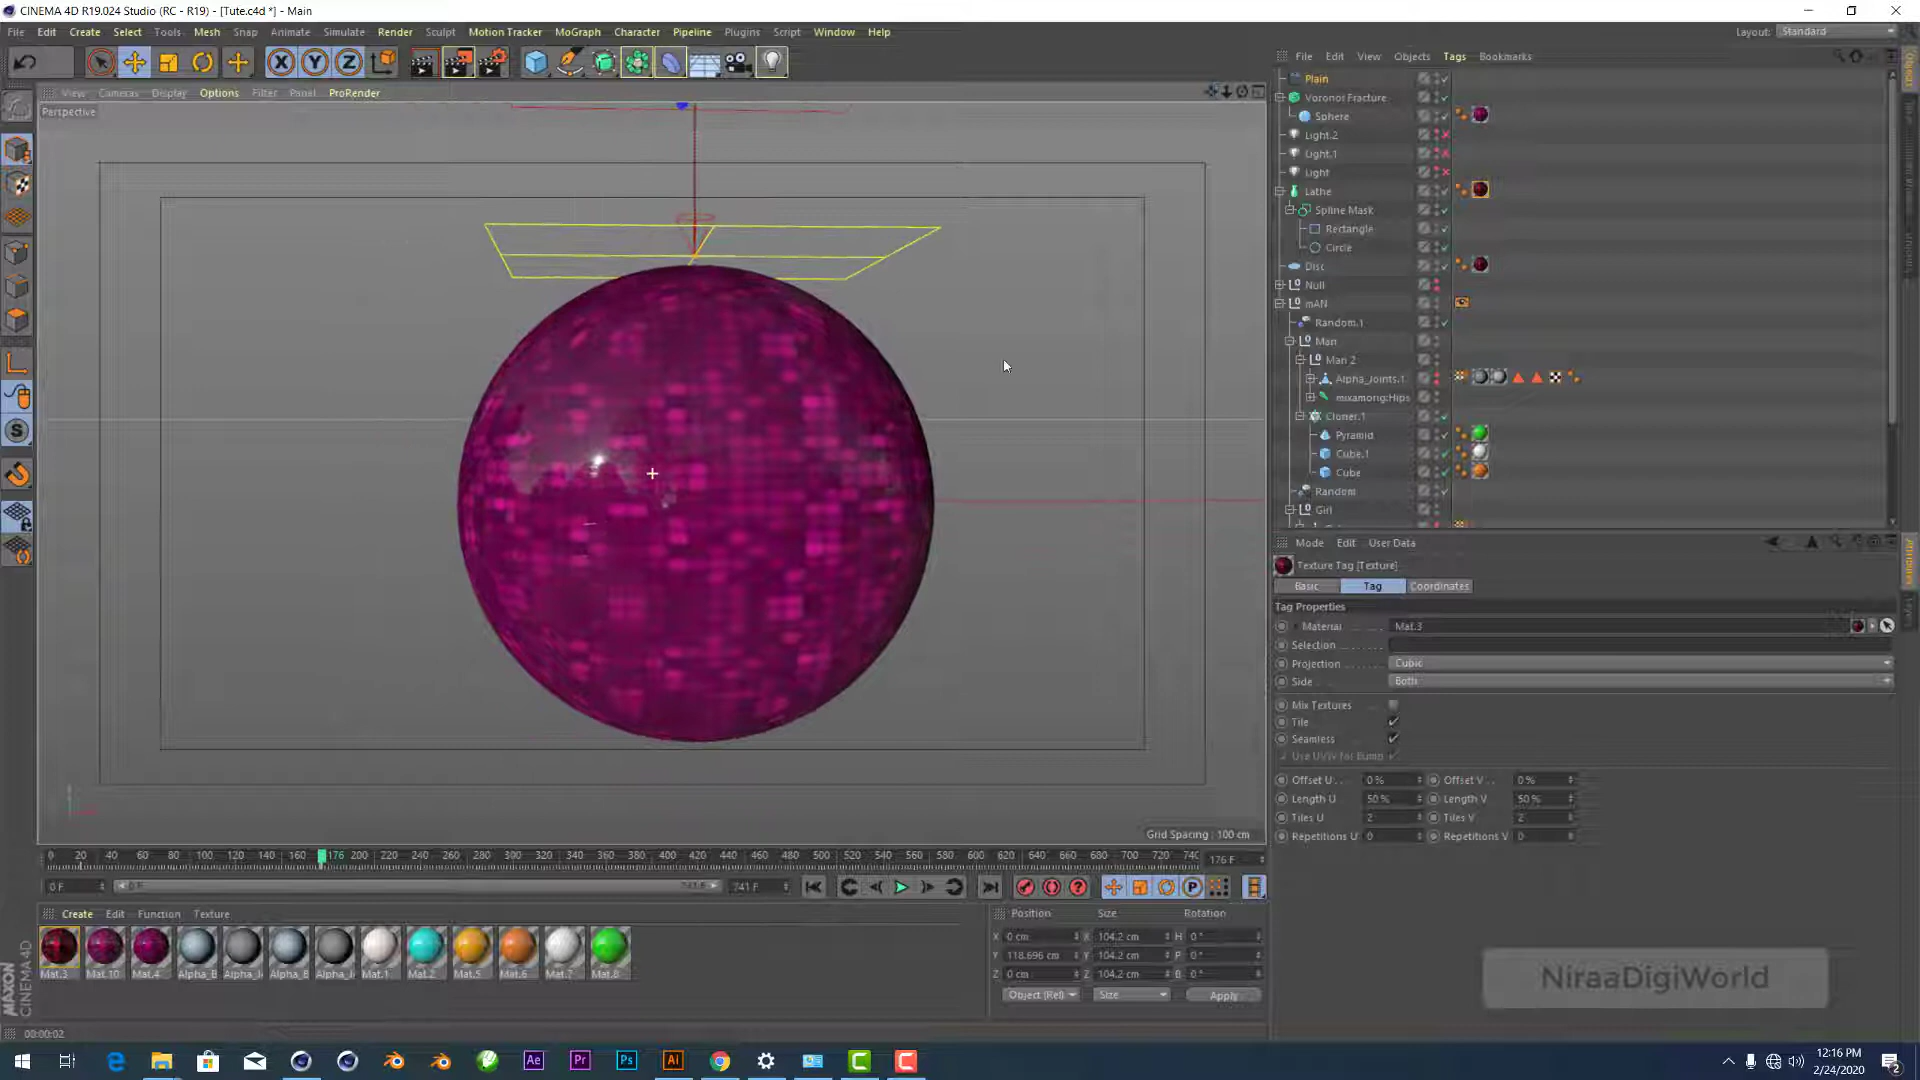 CINEMA 4D R19.024 Studio (RC - R19) - [Tute.c4d *] - Main
File Edit Create Select Tools Mesh Snap Animate Simulate Render Sculpt Motion Tracker MoGraph Character Pipeline Plugins Script Window Help
Layout: Standard
File Edit View Objects Tags Bookmarks
View Cameras Display Options Filter Panel ProRender
Perspective
Plain
Voronoi Fracture
Sphere
Light.2
Light.1
Light
Lathe
Spline Mask
Rectangle
Circle
Disc
Null
mAN
Random.1
Man
Man 2
Alpha_Joints.1
mixamorig:Hips
Cloner.1
Pyramid
Cube.1
Cube
Random
Girl
Mode Edit User Data
Texture Tag [Texture]
Basic Tag Coordinates
Tag Properties
Material Mat.3
Selection
Projection Cubic
Side Both
Mix Textures
Tile
Seamless
Use UVW for Bump
Offset U 0 % Offset V 0 %
Length U 50 % Length V 50 %
Tiles U 2 Tiles V 2
Repetitions U 0 Repetitions V 0
Grid Spacing : 100 cm
0 20 40 60 80 100 120 140 160 176 200 220 240 260 280 300 320 340 360 380 400 420 440 460 480 500 520 540 560 580 600 620 640 660 680 700 720 740 176 F
0 F 0 F 741 F 741 F
Create Edit Function Texture
Mat.3 Mat.10 Mat.4 Alpha_B Alpha_J Alpha_B Alpha_J Mat.1 Mat.2 Mat.5 Mat.6 Mat.7 Mat.8
Position Size Rotation
X 0 cm X 104.2 cm H 0 °
Y 118.696 cm Y 104.2 cm P 0 °
Z 0 cm Z 104.2 cm B 0 °
Object (Rel) Size Apply
MAXON
CINEMA 4D
00:00:02
NiraaDigiWorld
12:16 PM
2/24/2020